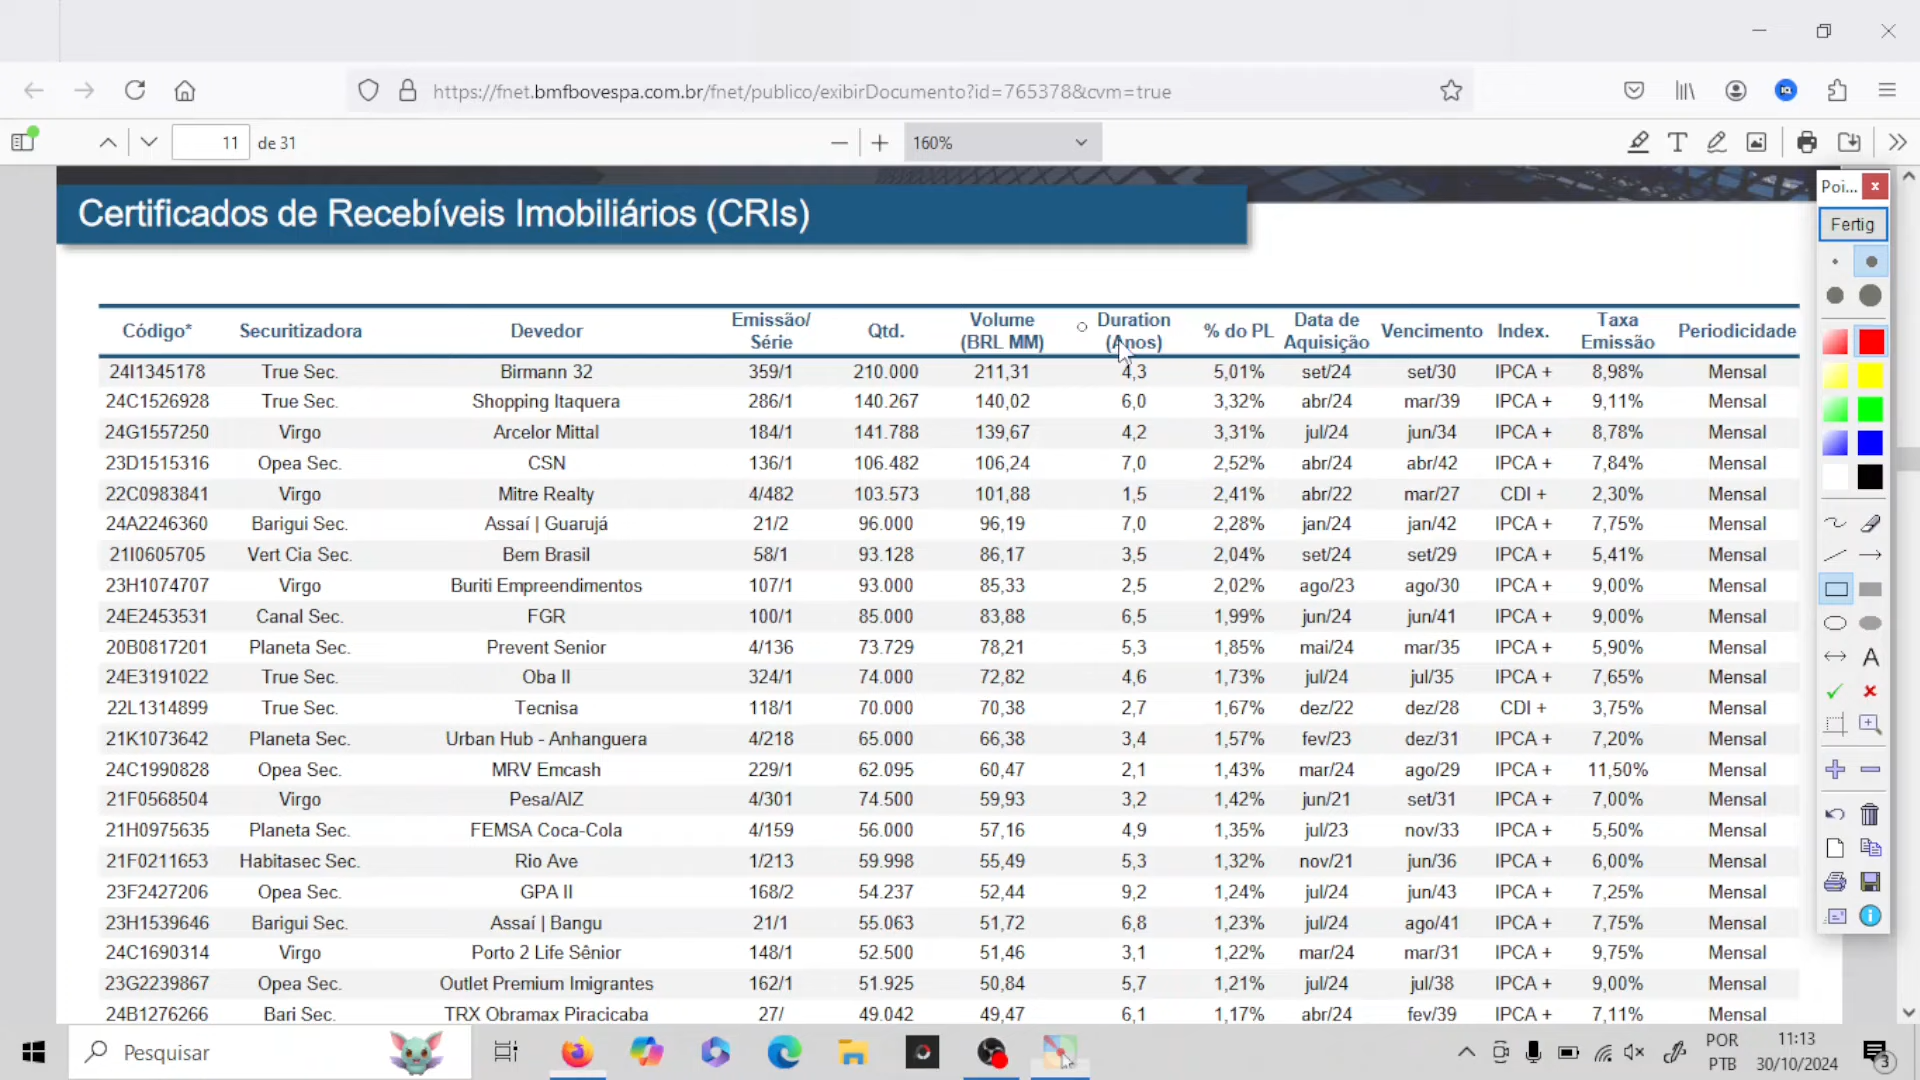 https://fnet.bmfbovespa.com.br/fnet/publico/exibirDocumento?id=765378&cvm=true
11 de 31
160%
Poi...
Fertig
Certificados de Recebíveis Imobiliários (CRIs)
Código* Securitizadora Devedor Emissão/ Série Qtd. Volume (BRL MM) Duration (Anos) % do PL Data de Aquisição Vencimento Index. Taxa Emissão Periodicidade
24I1345178 True Sec. Birmann 32 359/1 210.000 211,31 4,3 5,01% set/24 set/30 IPCA + 8,98% Mensal
24C1526928 True Sec. Shopping Itaquera 286/1 140.267 140,02 6,0 3,32% abr/24 mar/39 IPCA + 9,11% Mensal
24G1557250 Virgo Arcelor Mittal 184/1 141.788 139,67 4,2 3,31% jul/24 jun/34 IPCA + 8,78% Mensal
23D1515316 Opea Sec. CSN 136/1 106.482 106,24 7,0 2,52% abr/24 abr/42 IPCA + 7,84% Mensal
22C0983841 Virgo Mitre Realty 4/482 103.573 101,88 1,5 2,41% abr/22 mar/27 CDI + 2,30% Mensal
24A2246360 Barigui Sec. Assaí | Guarujá 21/2 96.000 96,19 7,0 2,28% jan/24 jan/42 IPCA + 7,75% Mensal
21I0605705 Vert Cia Sec. Bem Brasil 58/1 93.128 86,17 3,5 2,04% set/24 set/29 IPCA + 5,41% Mensal
23H1074707 Virgo Buriti Empreendimentos 107/1 93.000 85,33 2,5 2,02% ago/23 ago/30 IPCA + 9,00% Mensal
24E2453531 Canal Sec. FGR 100/1 85.000 83,88 6,5 1,99% jun/24 jun/41 IPCA + 9,00% Mensal
20B0817201 Planeta Sec. Prevent Senior 4/136 73.729 78,21 5,3 1,85% mai/24 mar/35 IPCA + 5,90% Mensal
24E3191022 True Sec. Oba II 324/1 74.000 72,82 4,6 1,73% jul/24 jul/35 IPCA + 7,65% Mensal
22L1314899 True Sec. Tecnisa 118/1 70.000 70,38 2,7 1,67% dez/22 dez/28 CDI + 3,75% Mensal
21K1073642 Planeta Sec. Urban Hub - Anhanguera 4/218 65.000 66,38 3,4 1,57% fev/23 dez/31 IPCA + 7,20% Mensal
24C1990828 Opea Sec. MRV Emcash 229/1 62.095 60,47 2,1 1,43% mar/24 ago/29 IPCA + 11,50% Mensal
21F0568504 Virgo Pesa/AIZ 4/301 74.500 59,93 3,2 1,42% jun/21 set/31 IPCA + 7,00% Mensal
21H0975635 Planeta Sec. FEMSA Coca-Cola 4/159 56.000 57,16 4,9 1,35% jul/23 nov/33 IPCA + 5,50% Mensal
21F0211653 Habitasec Sec. Rio Ave 1/213 59.998 55,49 5,3 1,32% nov/21 jun/36 IPCA + 6,00% Mensal
23F2427206 Opea Sec. GPA II 168/2 54.237 52,44 9,2 1,24% jul/24 jun/43 IPCA + 7,25% Mensal
23H1539646 Barigui Sec. Assaí | Bangu 21/1 55.063 51,72 6,8 1,23% jul/24 ago/41 IPCA + 7,75% Mensal
24C1690314 Virgo Porto 2 Life Sênior 148/1 52.500 51,46 3,1 1,22% mar/24 mar/31 IPCA + 9,75% Mensal
23G2239867 Opea Sec. Outlet Premium Imigrantes 162/1 51.925 50,84 5,7 1,21% jul/24 jul/38 IPCA + 9,00% Mensal
24B1276266 Bari Sec. TRX Obramax Piracicaba 27/ 49.042 49,47 6,1 1,17% abr/24 fev/39 IPCA + 7,11% Mensal
Pesquisar
POR
PTB
11:13
30/10/2024
3